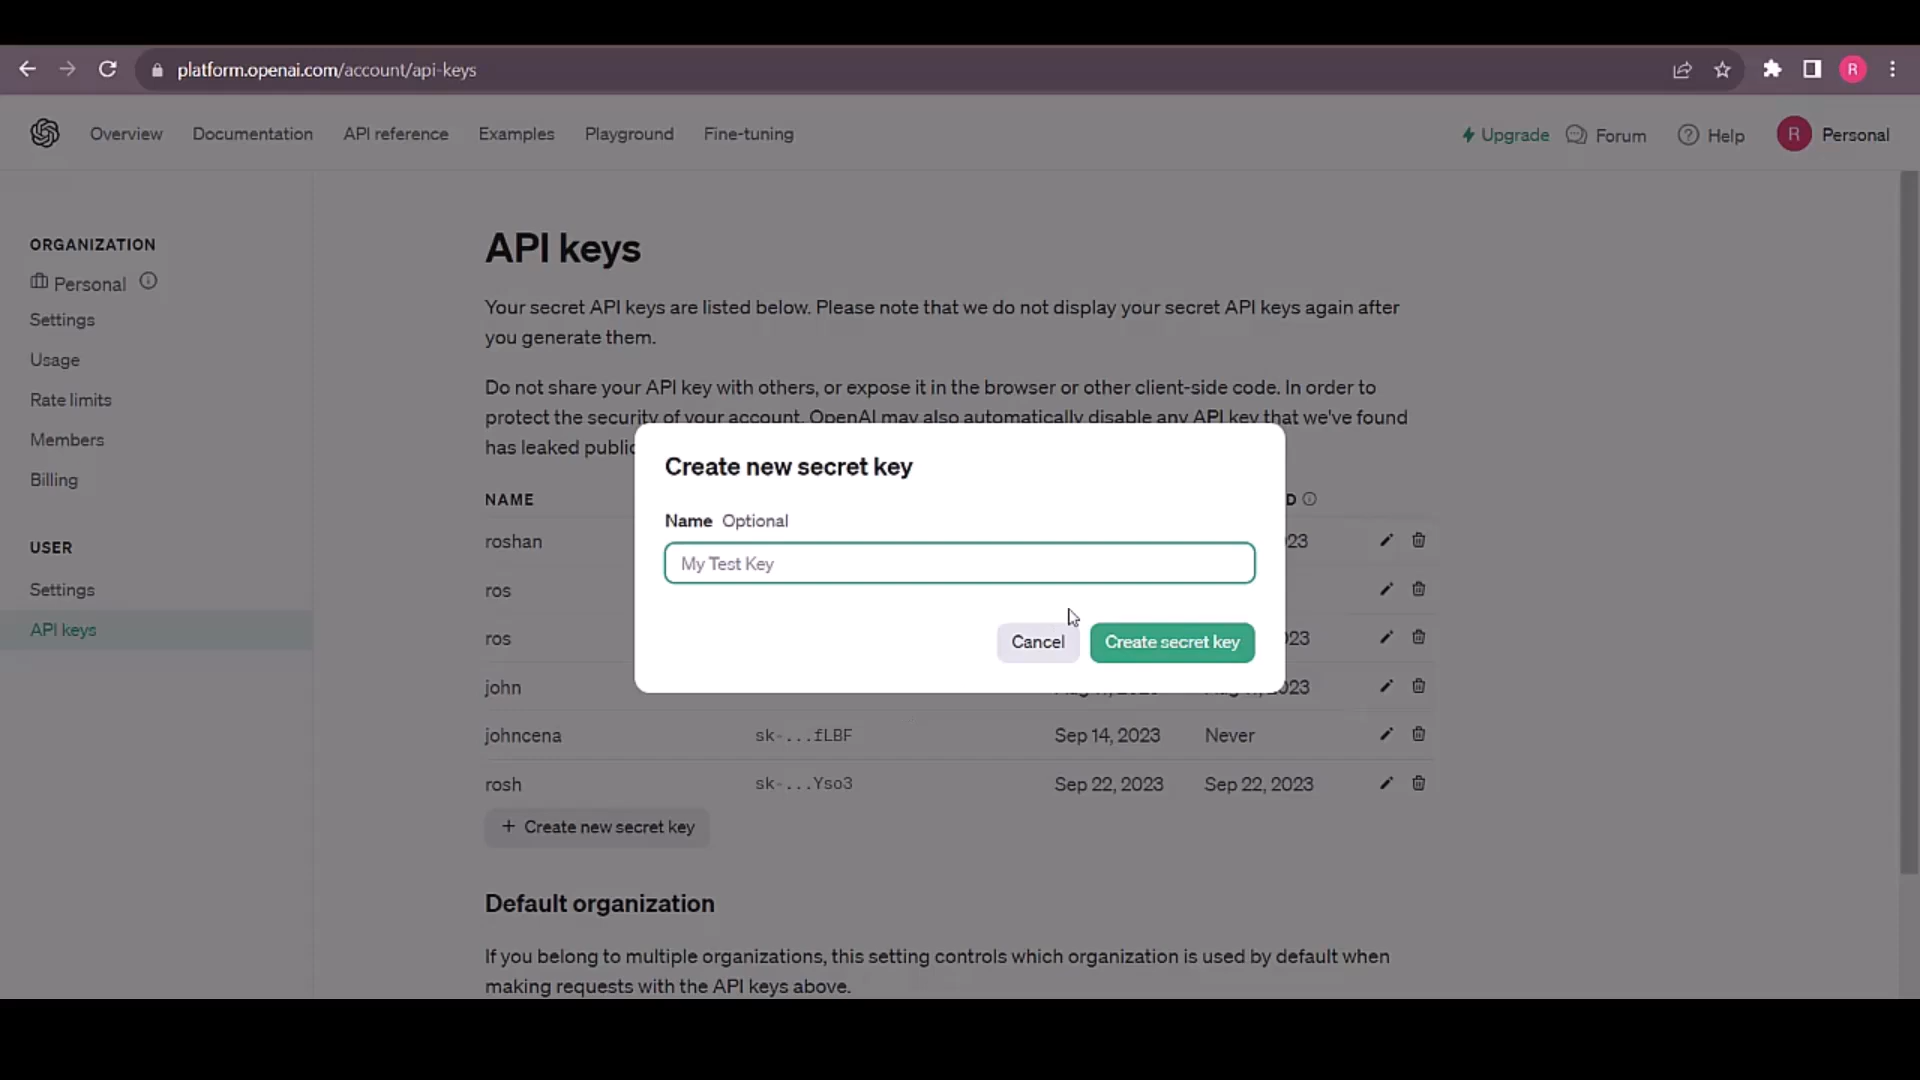 platform.openai.com/account/api-keys
R
Overview Documentation API reference Examples Playground Fine-tuning Upgrade Forum Help R Personal
ORGANIZATION
Personal
Settings
Usage
Rate limits
Members
Billing
USER
Settings
API keys
API keys
Your secret API keys are listed below. Please note that we do not display your secret API keys again after
you generate them.
Do not share your API key with others, or expose it in the browser or other client-side code. In order to
protect the security of your account, OpenAI may also automatically disable any API key that we've found
has leaked
Create new secret key
Name Optional
My Test Key
Cancel Create secret key
NAME D
roshan 23
ros
ros 23
john 2023
johncena sk-...fLBF Sep 14, 2023 Never
rosh sk-...Yso3 Sep 22, 2023 Sep 22, 2023
+ Create new secret key
Default organization
If you belong to multiple organizations, this setting controls which organization is used by default when
making requests with the API keys above.